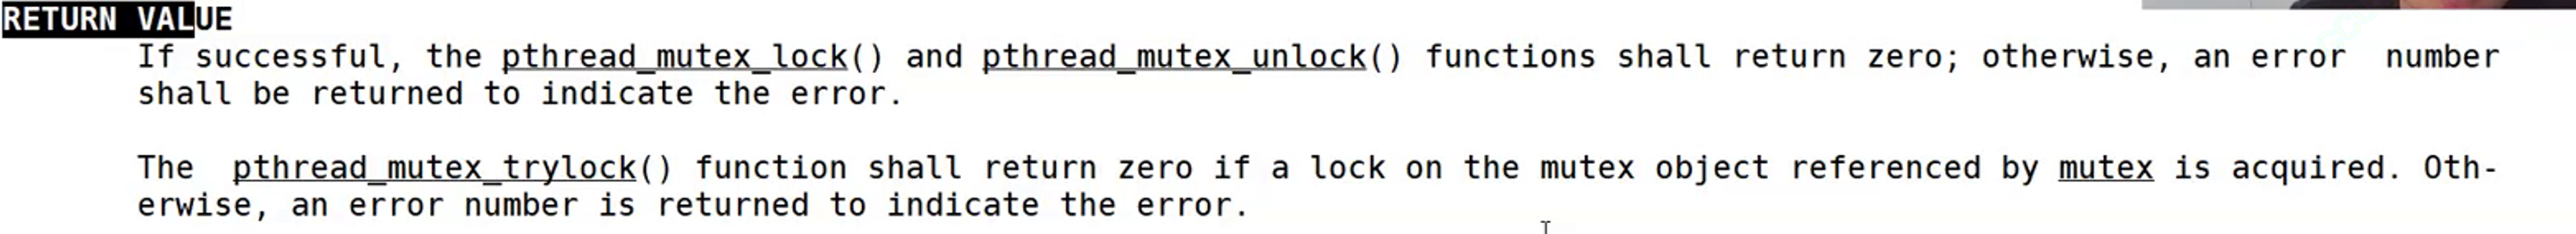 RETURN VALUE
If successful, the pthread_mutex_lock() and pthread_mutex_unlock() functions shall return zero; otherwise, an error  number
shall be returned to indicate the error.
The  pthread_mutex_trylock() function shall return zero if a lock on the mutex object referenced by mutex is acquired. Oth-
erwise, an error number is returned to indicate the error.